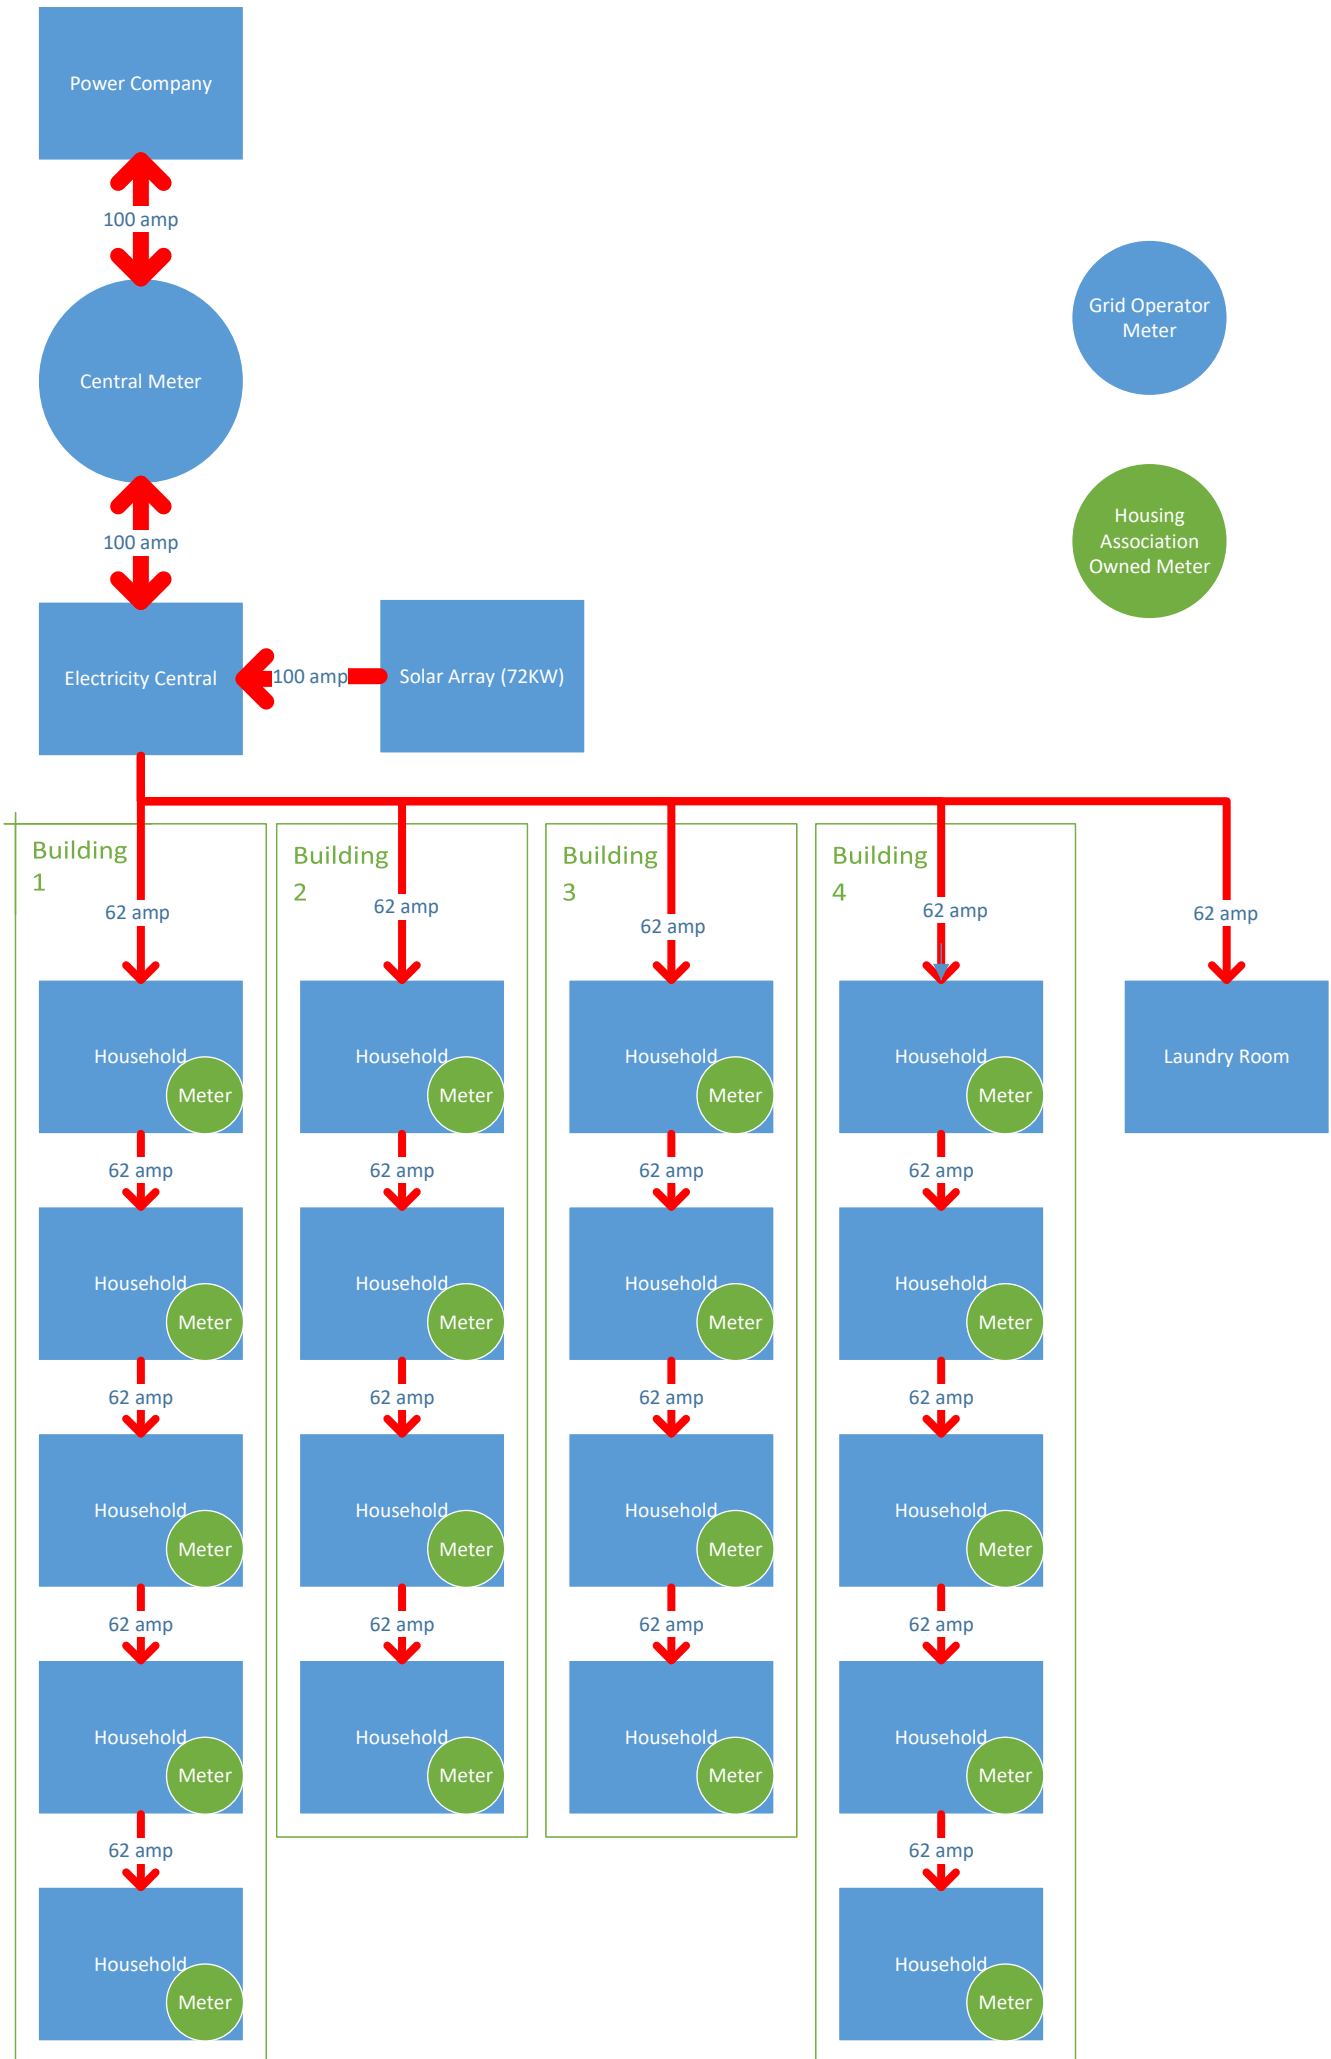 Power Company
100 amp
Central Meter
Grid Operator
Meter
100 amp
Housing
Association
Owned Meter
Electricity Central
100 amp
Solar Array (72KW)
Building
1
Building
2
Building
3
Building
4
62 amp
62 amp
62 amp
62 amp
62 amp
Household
Meter
Household
Meter
Household
Meter
Household
Meter
Laundry Room
62 amp
62 amp
62 amp
62 amp
Household
Meter
Household
Meter
Household
Meter
Household
Meter
62 amp
62 amp
62 amp
62 amp
Household
Meter
Household
Meter
Household
Meter
Household
Meter
62 amp
62 amp
62 amp
62 amp
Household
Meter
Household
Meter
Household
Meter
Household
Meter
62 amp
62 amp
Household
Meter
Household
Meter